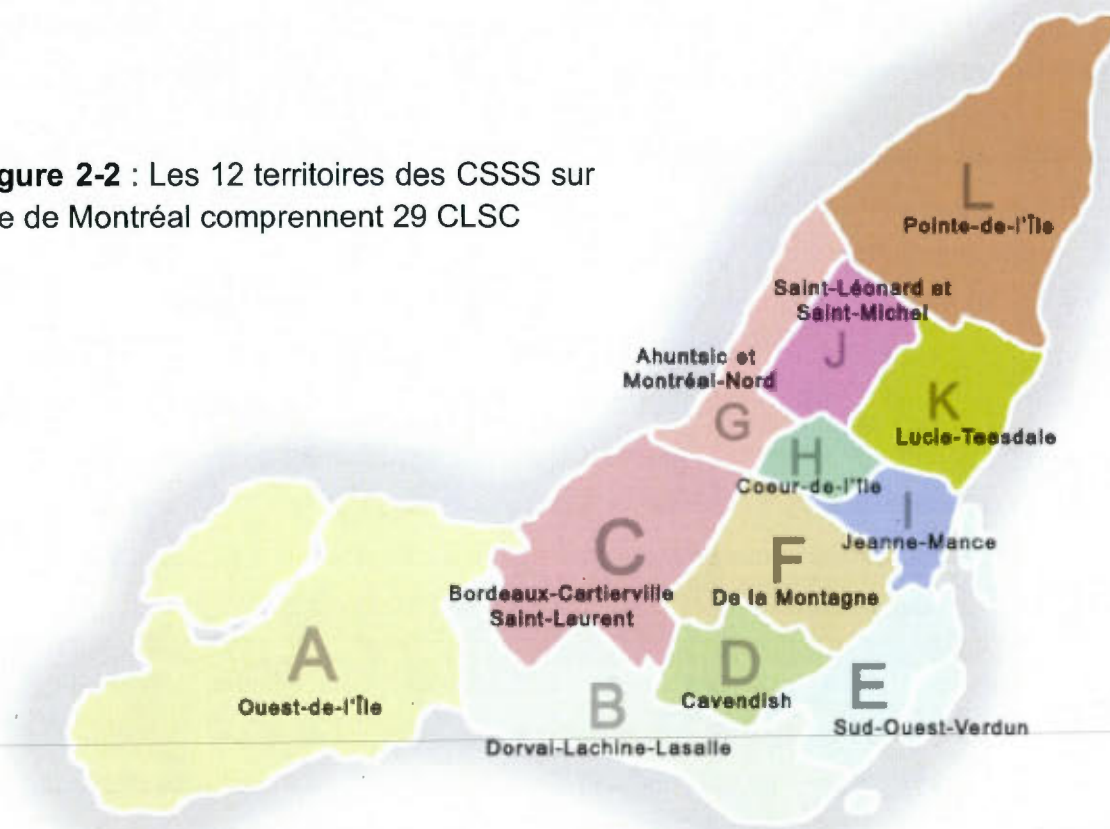 gure 2-2 : Les 12 territoires des CSSS sur
e de Montréal comprennent 29 CLSC
L
Pointe-de-l'Île
Saint-Léonard et
Saint-Michel
J
Ahuntsic et
Montréal-Nord
G
K
Lucie-Teasdale
H
Coeur-de-l'Île
I
Jeanne-Mance
C
Bordeaux-Cartierville
Saint-Laurent
F
De la Montagne
A
Ouest-de-l'Île
D
Cavendish
B
Dorval-Lachine-Lasalle
E
Sud-Ouest-Verdun